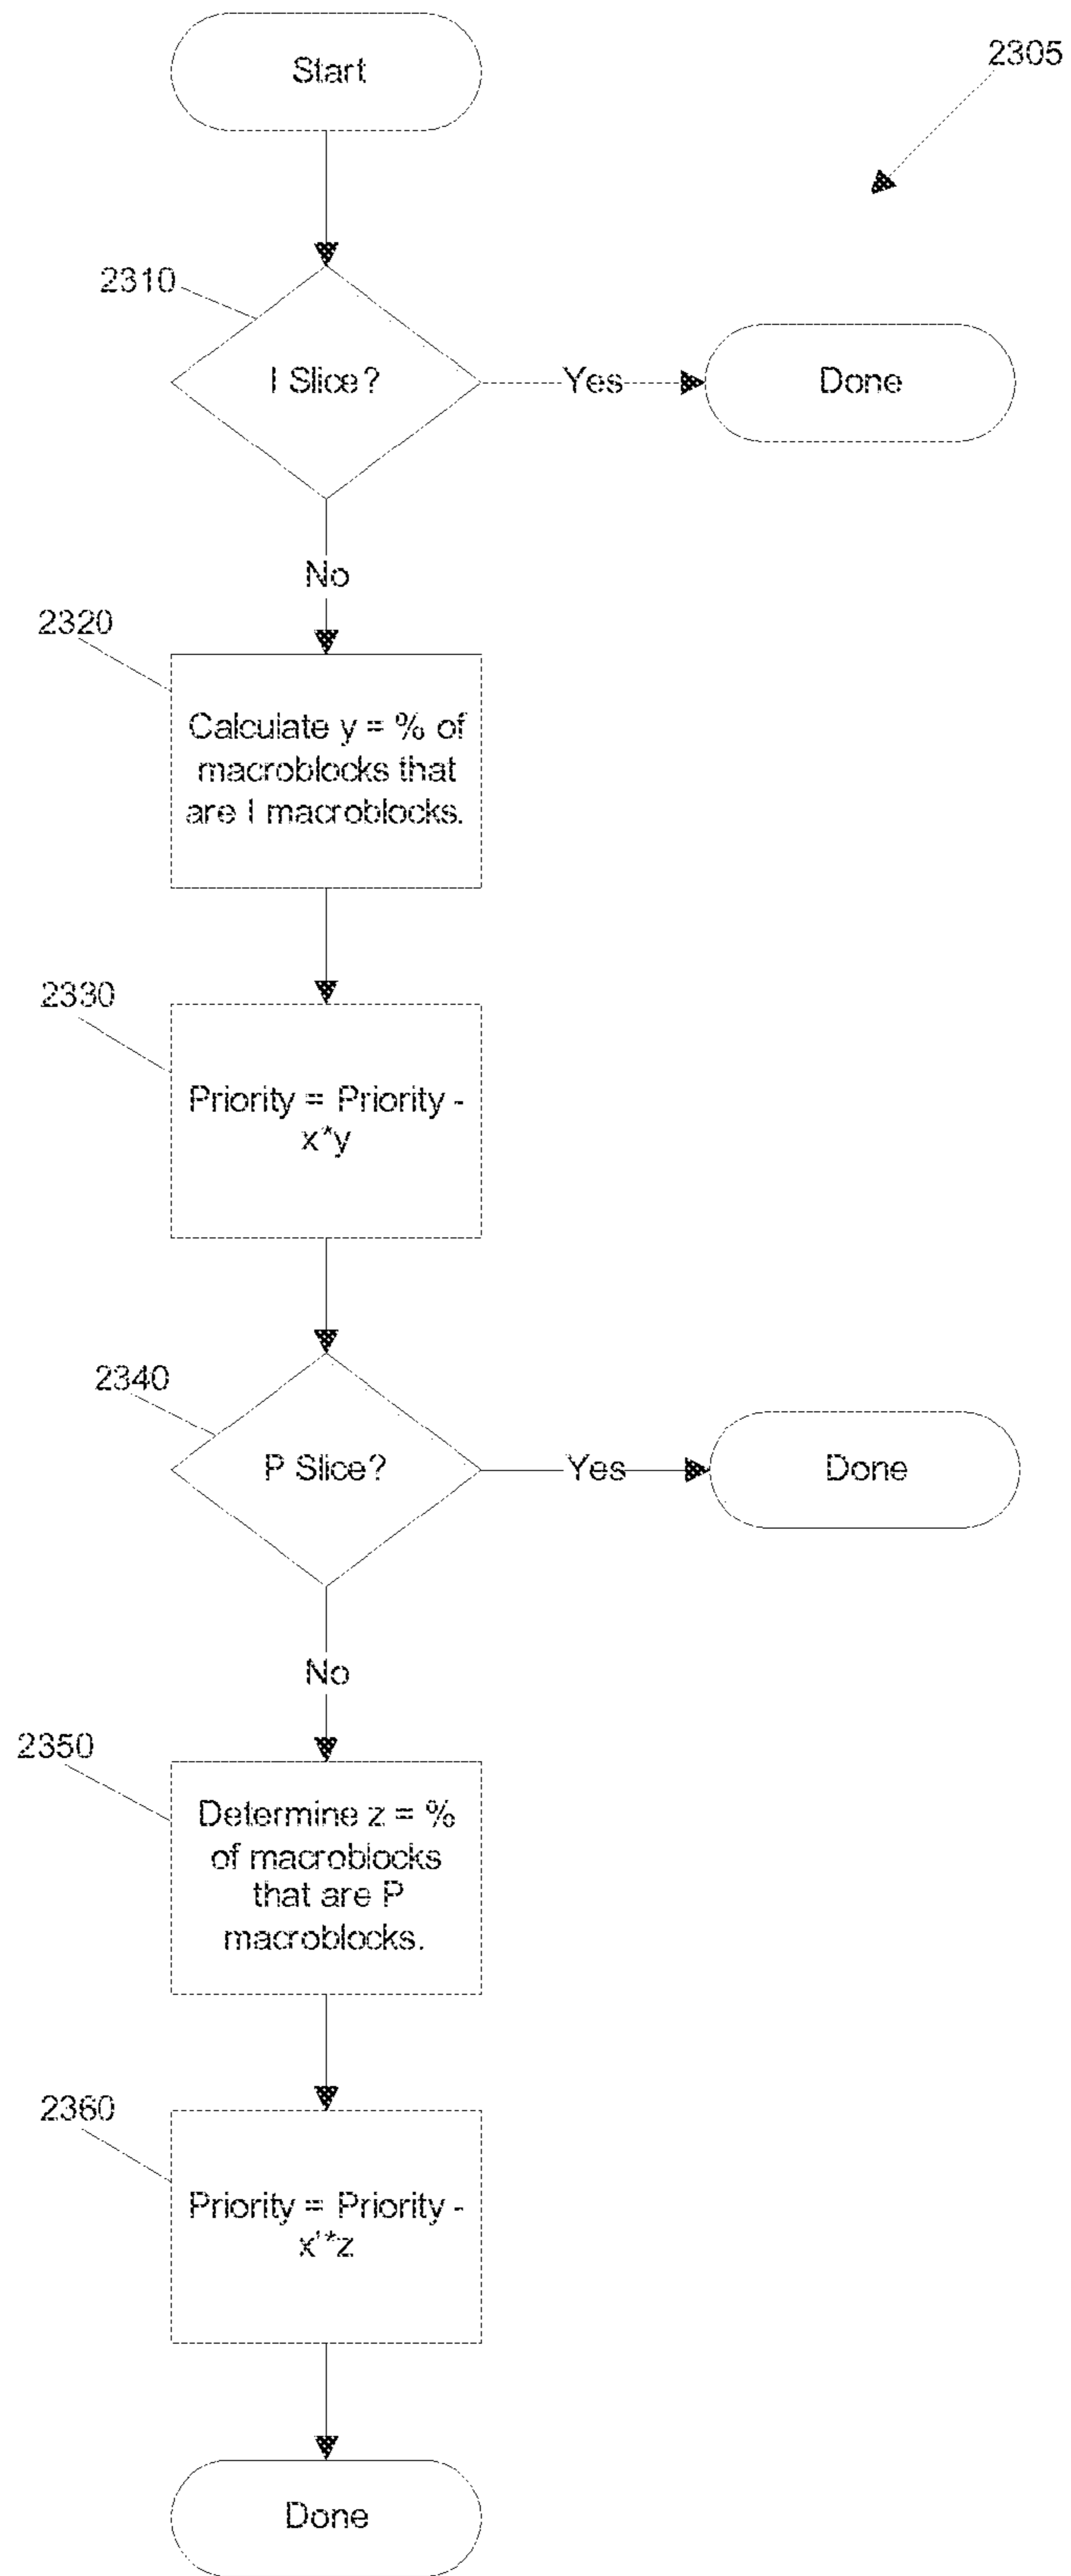 Start
2305
2310
I Slice?
Yes
Done
No
2320
Calculate y = % of
macroblocks that
are I macroblocks.
2330
Priority = Priority -
x*y
2340
P Slice?
Yes
Done
No
2350
Determine z = %
of macroblocks
that are P
macroblocks.
2360
Priority = Priority -
x'*z
Done